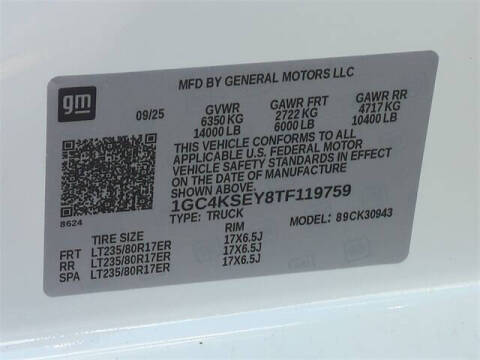 MFD BY GENERAL MOTORS LLC
gm
09/25 GVWR GAWR FRT GAWR RR
6350 KG 2722 KG 4717 KG
14000 LB 6000 LB 10400 LB
THIS VEHICLE CONFORMS TO ALL
APPLICABLE U.S. FEDERAL MOTOR
VEHICLE SAFETY STANDARDS IN EFFECT
ON THE DATE OF MANUFACTURE
SHOWN ABOVE.
8624
1GC4KSEY8TF119759
TYPE: TRUCK MODEL: 89CK30943
TIRE SIZE RIM
FRT LT235/80R17ER 17X6.5J
RR LT235/80R17ER 17X6.5J
SPA LT235/80R17ER 17X6.5J